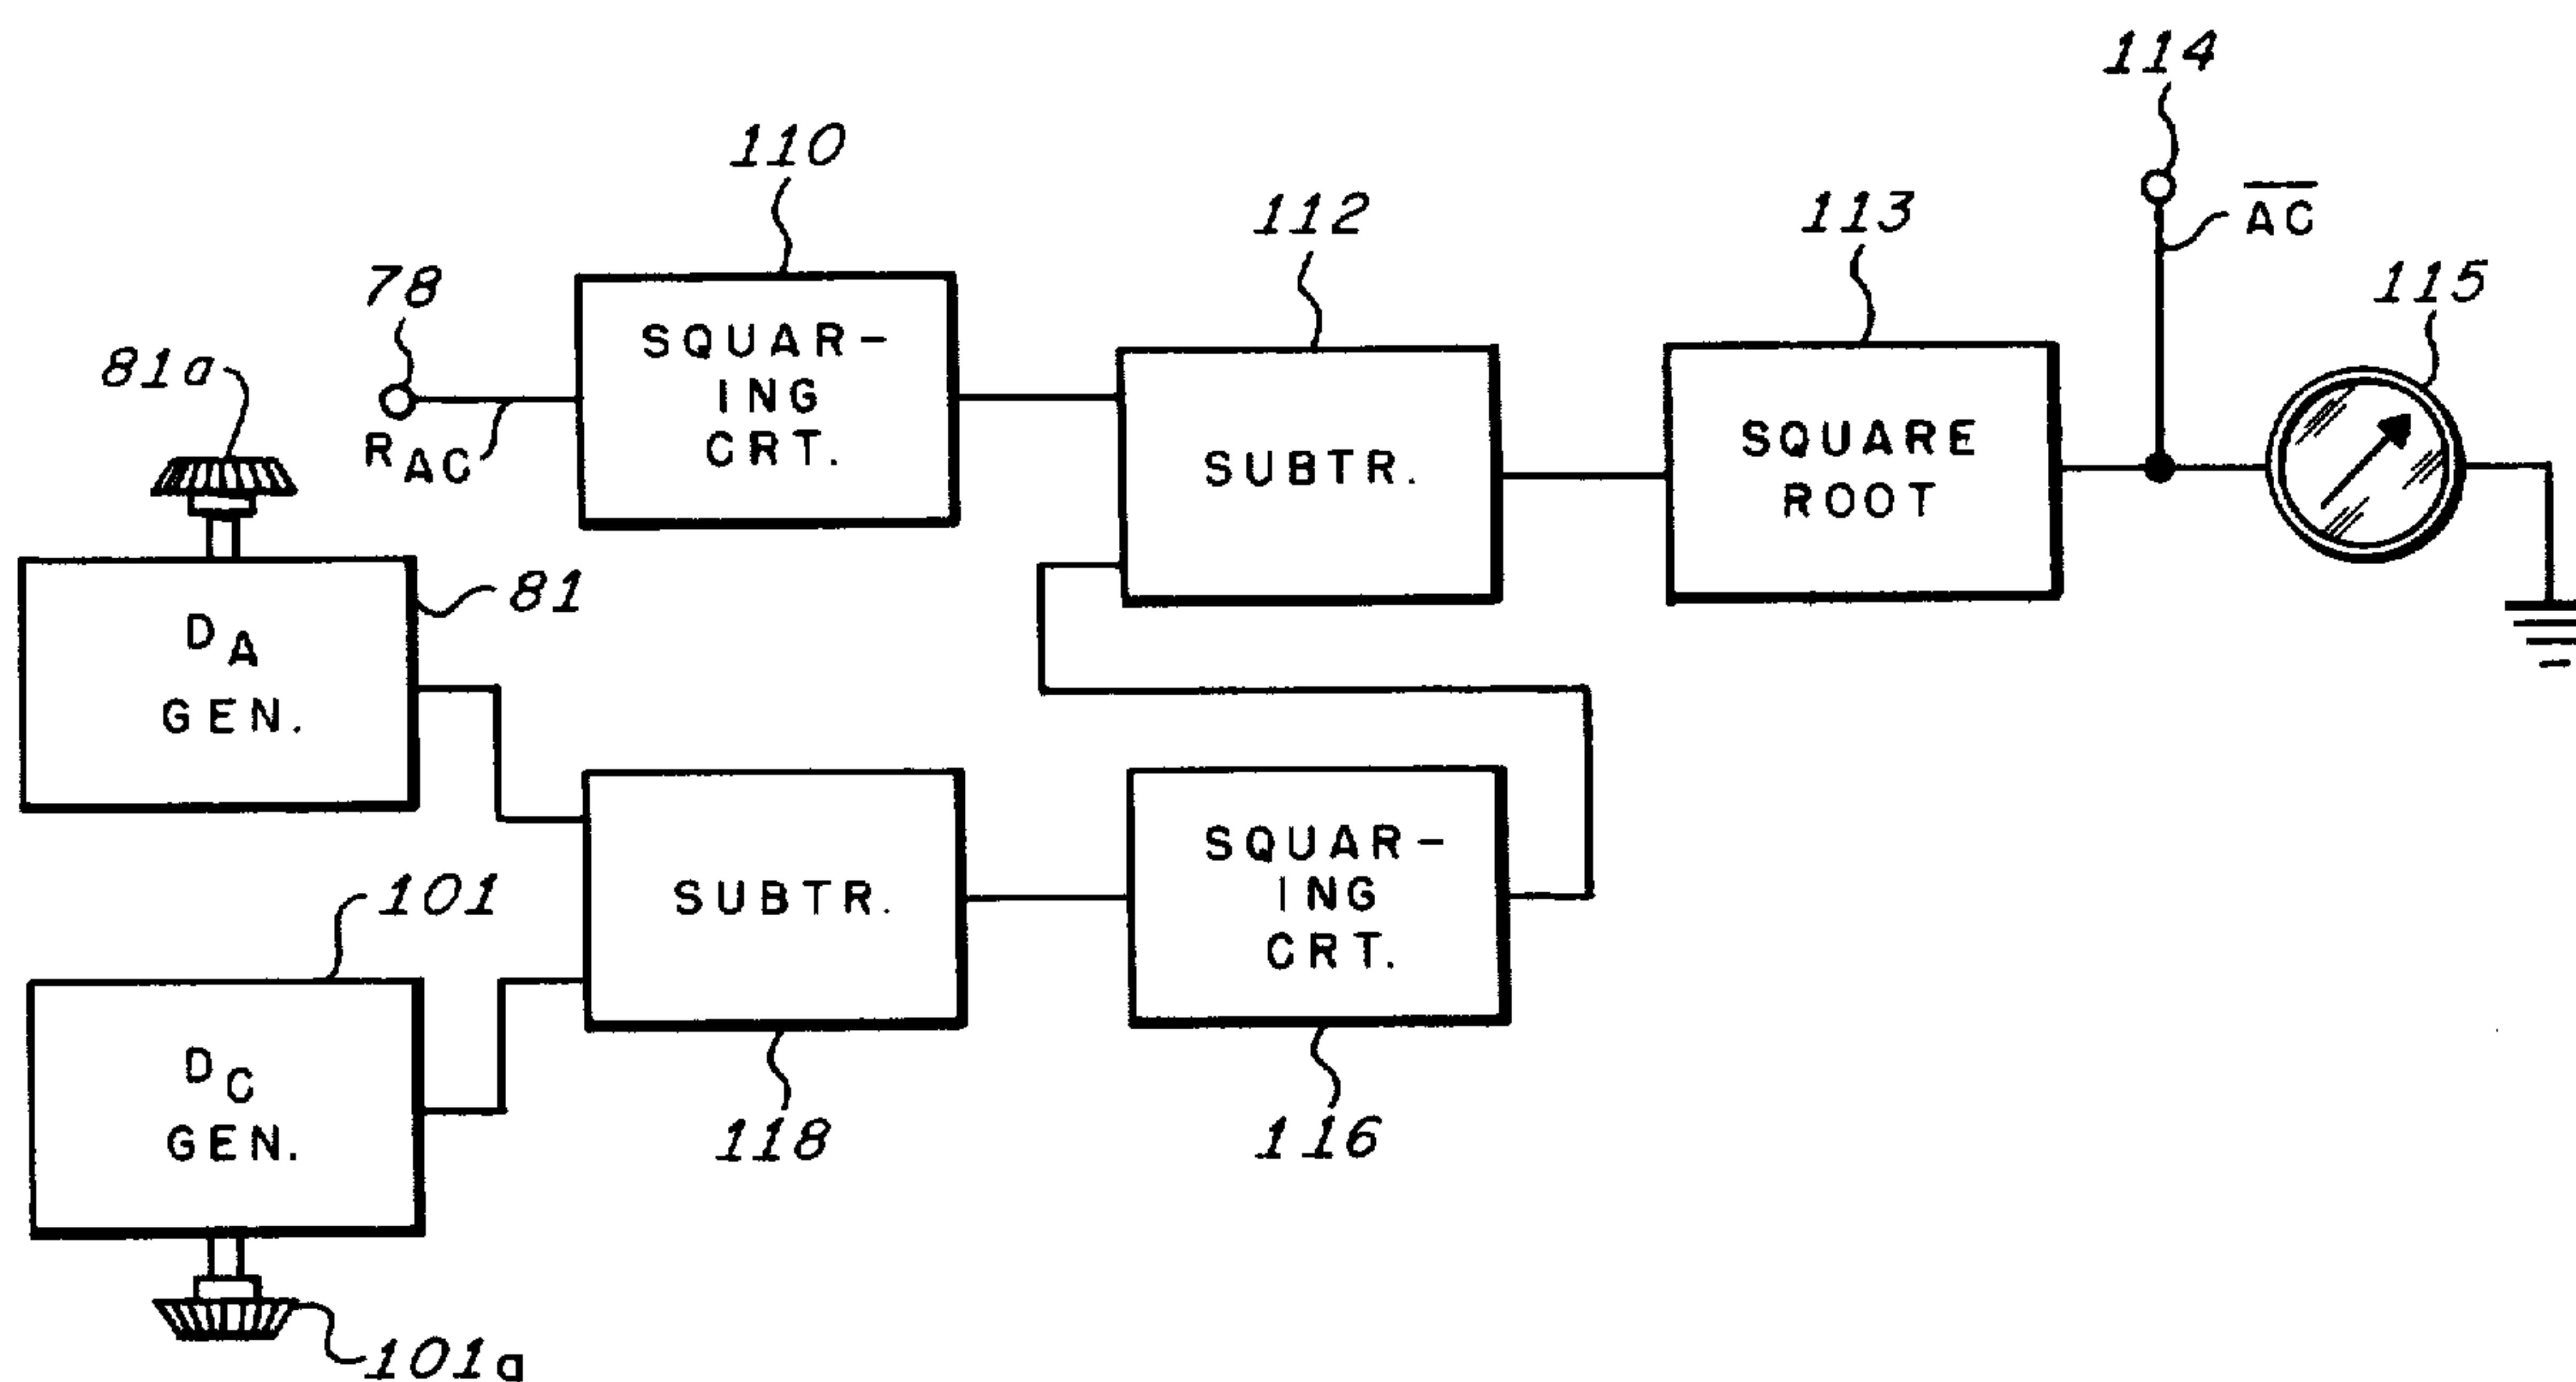 114
110
112
113
AC
115
78
81a
SQUAR-
ING
CRT.
RAC
SUBTR.
SQUARE
ROOT
81
DA
GEN.
101
SUBTR.
SQUAR-
ING
CRT.
DC
GEN.
118
116
101a